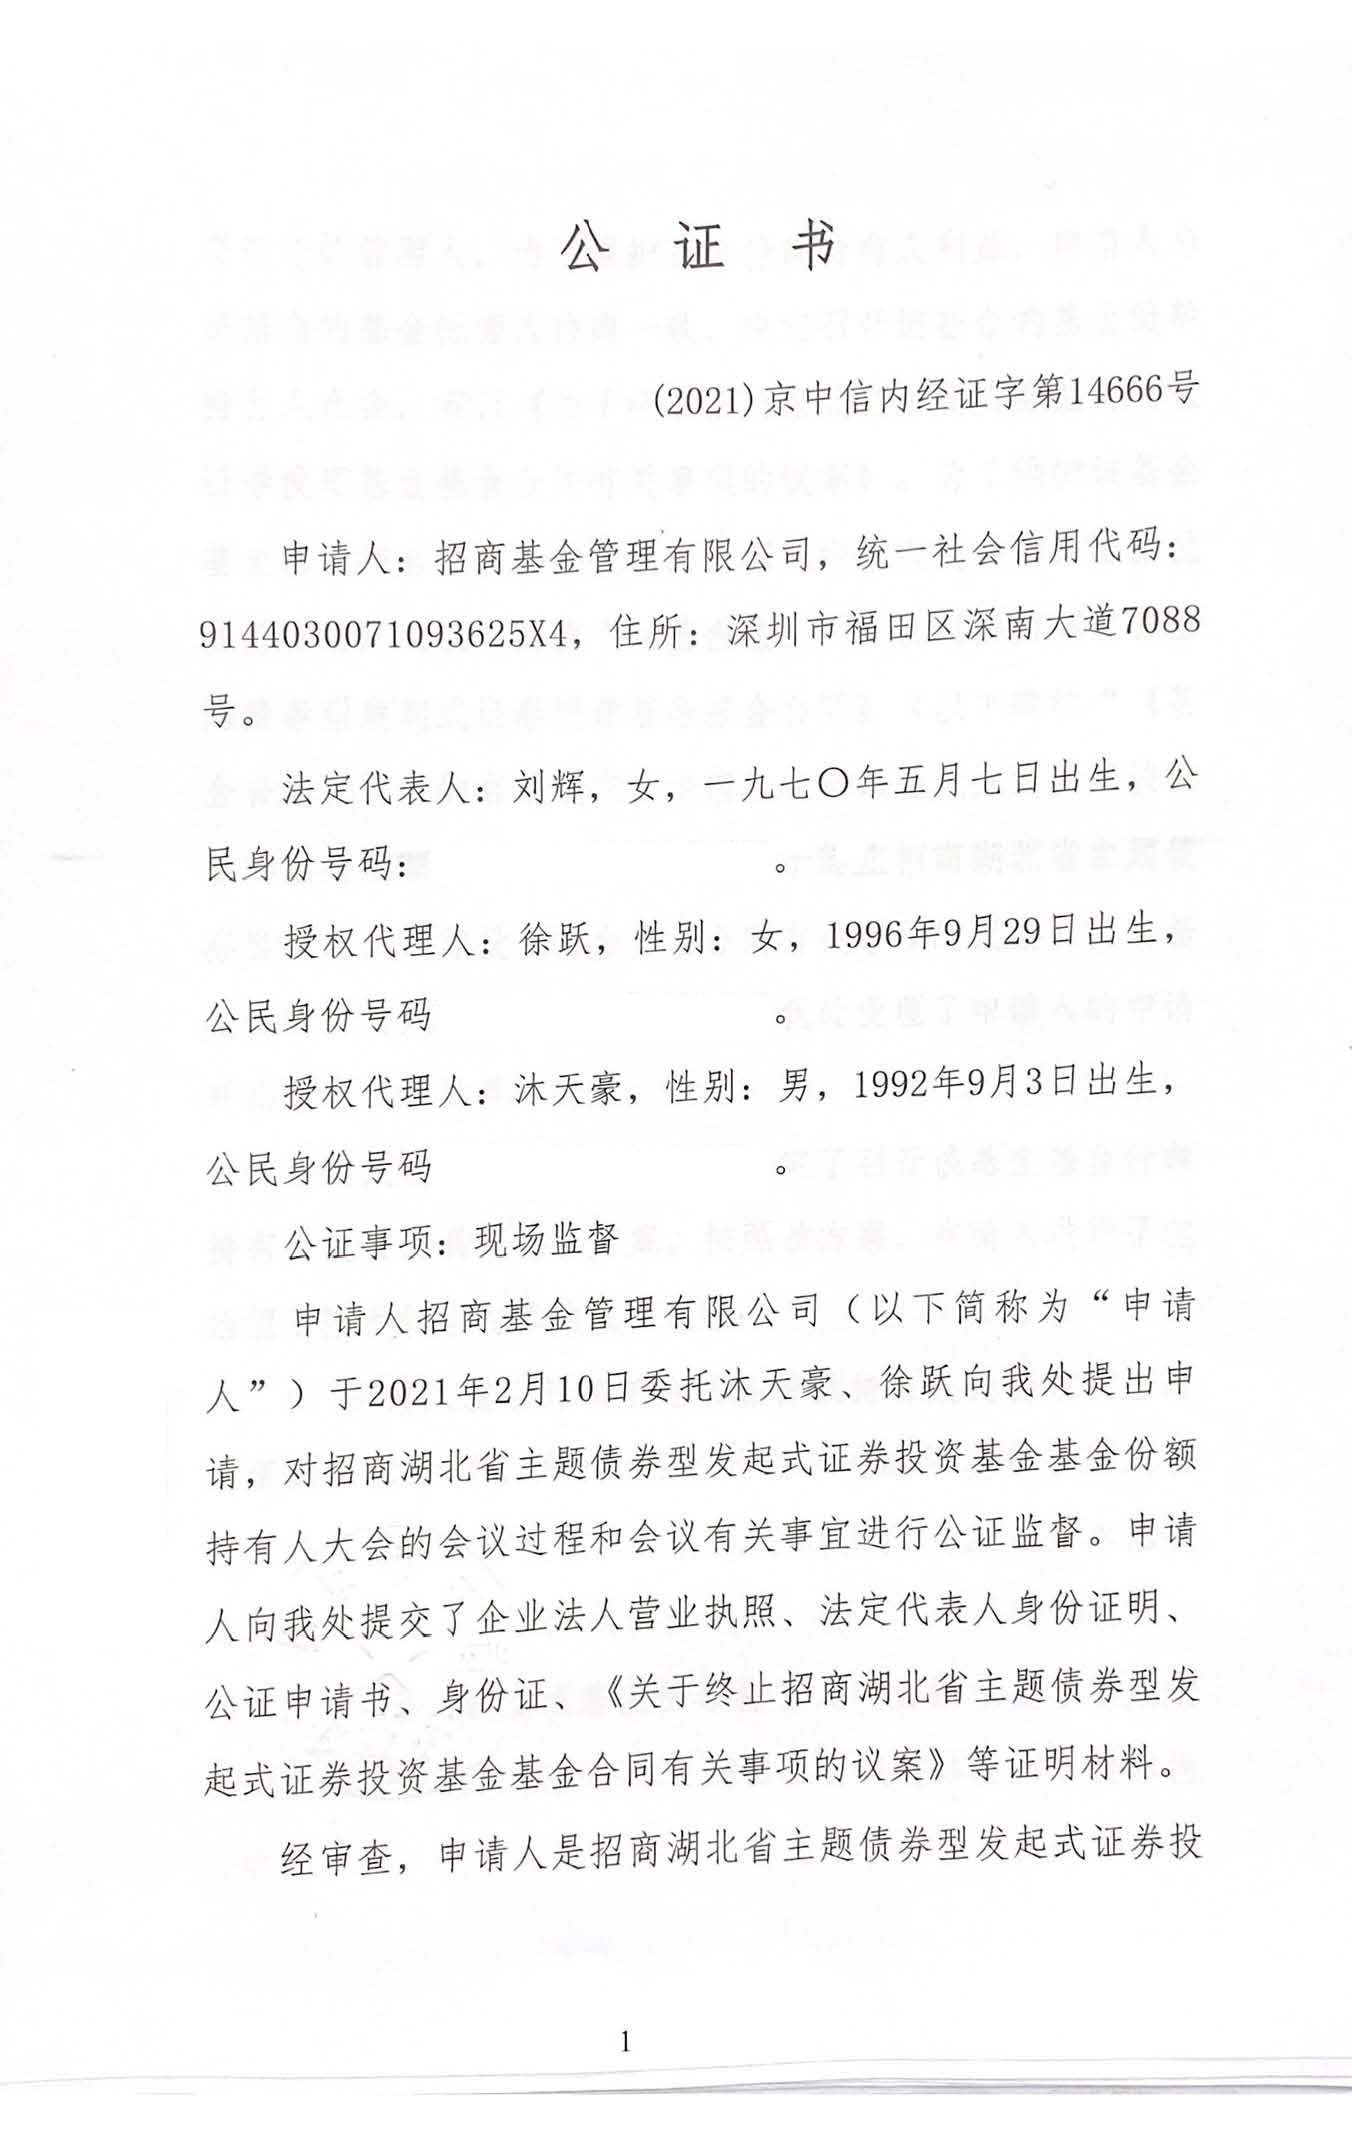 公 证 书
(2021)京中信内经证字第14666号
申请人：招商基金管理有限公司，统一社会信用代码：
9144030071093625X4，住所：深圳市福田区深南大道7088
号。
法定代表人：刘辉，女，一九七〇年五月七日出生，公
民身份号码： 。
授权代理人：徐跃，性别：女，1996年9月29日出生，
公民身份号码 。
授权代理人：沐天豪，性别：男，1992年9月3日出生，
公民身份号码 。
公证事项：现场监督
申请人招商基金管理有限公司（以下简称为“申请
人”）于2021年2月10日委托沐天豪、徐跃向我处提出申
请，对招商湖北省主题债券型发起式证券投资基金基金份额
持有人大会的会议过程和会议有关事宜进行公证监督。申请
人向我处提交了企业法人营业执照、法定代表人身份证明、
公证申请书、身份证、《关于终止招商湖北省主题债券型发
起式证券投资基金基金合同有关事项的议案》等证明材料。
经审查，申请人是招商湖北省主题债券型发起式证券投
1